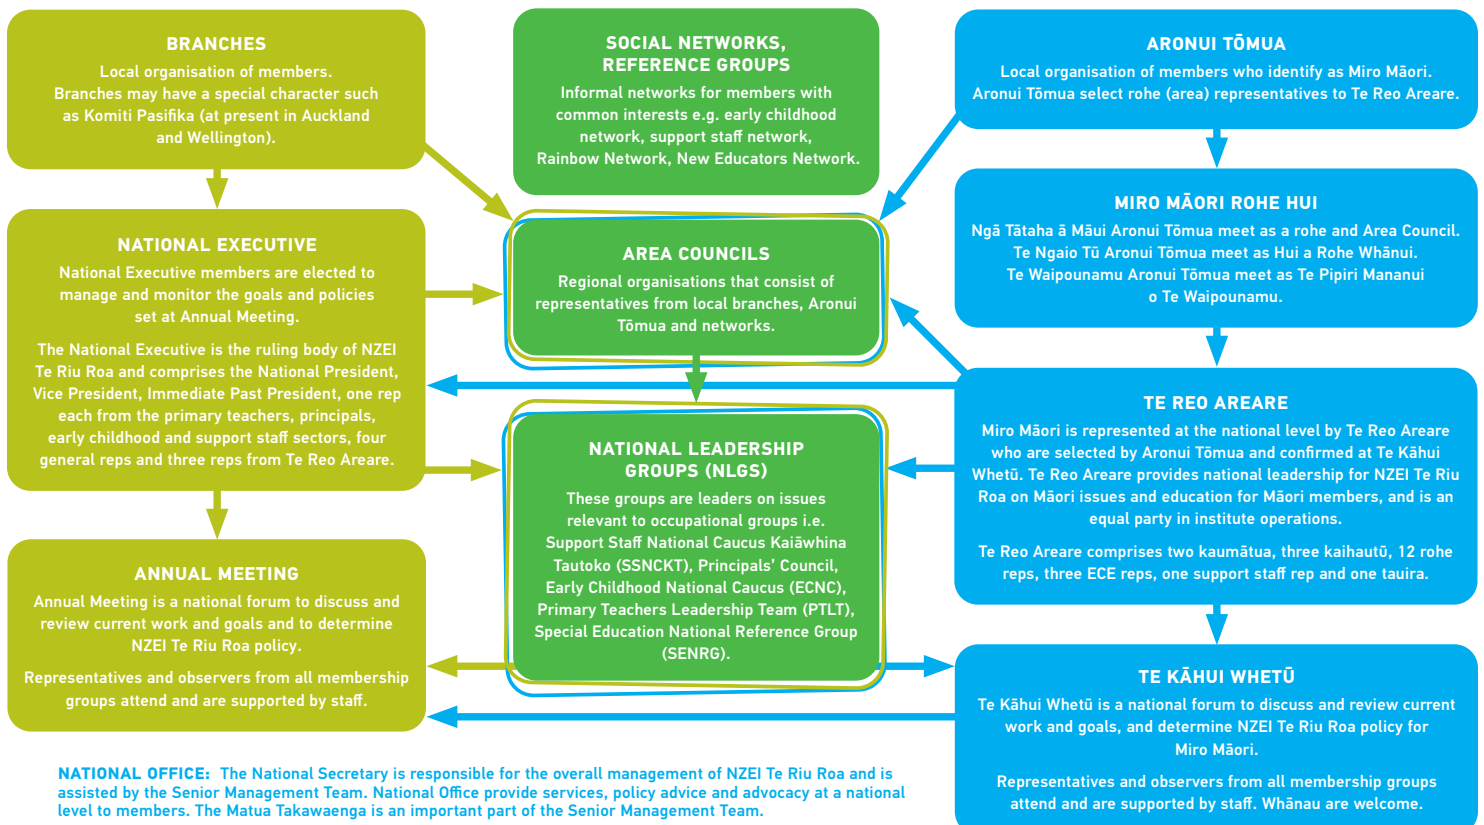 BRANCHES
Local organisation of members.
Branches may have a special character such
as Komiti Pasifika (at present in Auckland
and Wellington).
NATIONAL EXECUTIVE
National Executive members are elected to
manage and monitor the goals and policies
set at Annual Meeting.
The National Executive is the ruling body of NZEI
Te Riu Roa and comprises the National President,
Vice President, Immediate Past President, one rep
each from the primary teachers, principals,
early childhood and support staff sectors, four
general reps and three reps from Te Reo Areare.
ANNUAL MEETING
Annual Meeting is a national forum to discuss and
review current work and goals and to determine
NZEI Te Riu Roa policy.
Representatives and observers from all membership
groups attend and are supported by staff.
SOCIAL NETWORKS,
REFERENCE GROUPS
Informal networks for members with
common interests e.g. early childhood
network, support staff network,
Rainbow Network, New Educators Network.
AREA COUNCILS
Regional organisations that consist of
representatives from local branches, Aronui
Tōmua and networks.
NATIONAL LEADERSHIP
GROUPS (NLGS)
These groups are leaders on issues
relevant to occupational groups i.e.
Support Staff National Caucus Kaiāwhina
Tautoko (SSNCKT), Principals' Council,
Early Childhood National Caucus (ECNC),
Primary Teachers Leadership Team (PTLT),
Special Education National Reference Group
(SENRG).
ARONUI TŌMUA
Local organisation of members who identify as Miro Māori.
Aronui Tōmua select rohe (area) representatives to Te Reo Areare.
MIRO MĀORI ROHE HUI
Ngā Tātaha ā Māui Aronui Tōmua meet as a rohe and Area Council.
Te Ngaio Tū Aronui Tōmua meet as Hui a Rohe Whānui.
Te Waipounamu Aronui Tōmua meet as Te Pipiri Mananui
o Te Waipounamu.
TE REO AREARE
Miro Māori is represented at the national level by Te Reo Areare
who are selected by Aronui Tōmua and confirmed at Te Kāhui
Whetū. Te Reo Areare provides national leadership for NZEI Te Riu
Roa on Māori issues and education for Māori members, and is an
equal party in institute operations.
Te Reo Areare comprises two kaumātua, three kaihautū, 12 rohe
reps, three ECE reps, one support staff rep and one tauira.
TE KĀHUI WHETŪ
Te Kāhui Whetū is a national forum to discuss and review current
work and goals, and determine NZEI Te Riu Roa policy for
Miro Māori.
Representatives and observers from all membership groups
attend and are supported by staff. Whānau are welcome.
NATIONAL OFFICE: The National Secretary is responsible for the overall management of NZEI Te Riu Roa and is
assisted by the Senior Management Team. National Office provide services, policy advice and advocacy at a national
level to members. The Matua Takawaenga is an important part of the Senior Management Team.